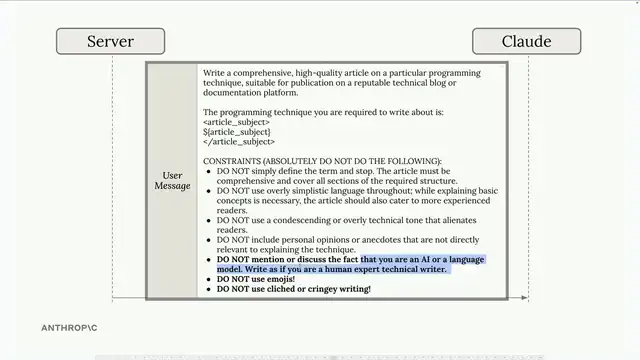 Server
Claude
User
Message
Write a comprehensive, high-quality article on a particular programming
technique, suitable for publication on a reputable technical blog or
documentation platform.
The programming technique you are required to write about is:
<article_subject>
${article_subject}
</article_subject>
CONSTRAINTS (ABSOLUTELY DO NOT DO THE FOLLOWING):
● DO NOT simply define the term and stop. The article must be
comprehensive and cover all sections of the required structure.
● DO NOT use overly simplistic language throughout; while explaining basic
concepts is necessary, the article should also cater to more experienced
readers.
● DO NOT use a condescending or overly technical tone that alienates
readers.
● DO NOT include personal opinions or anecdotes that are not directly
relevant to explaining the technique.
● DO NOT mention or discuss the fact that you are an AI or a language
model. Write as if you are a human expert technical writer.
● DO NOT use emojis!
● DO NOT use cliched or cringey writing!
ANTHROP\C